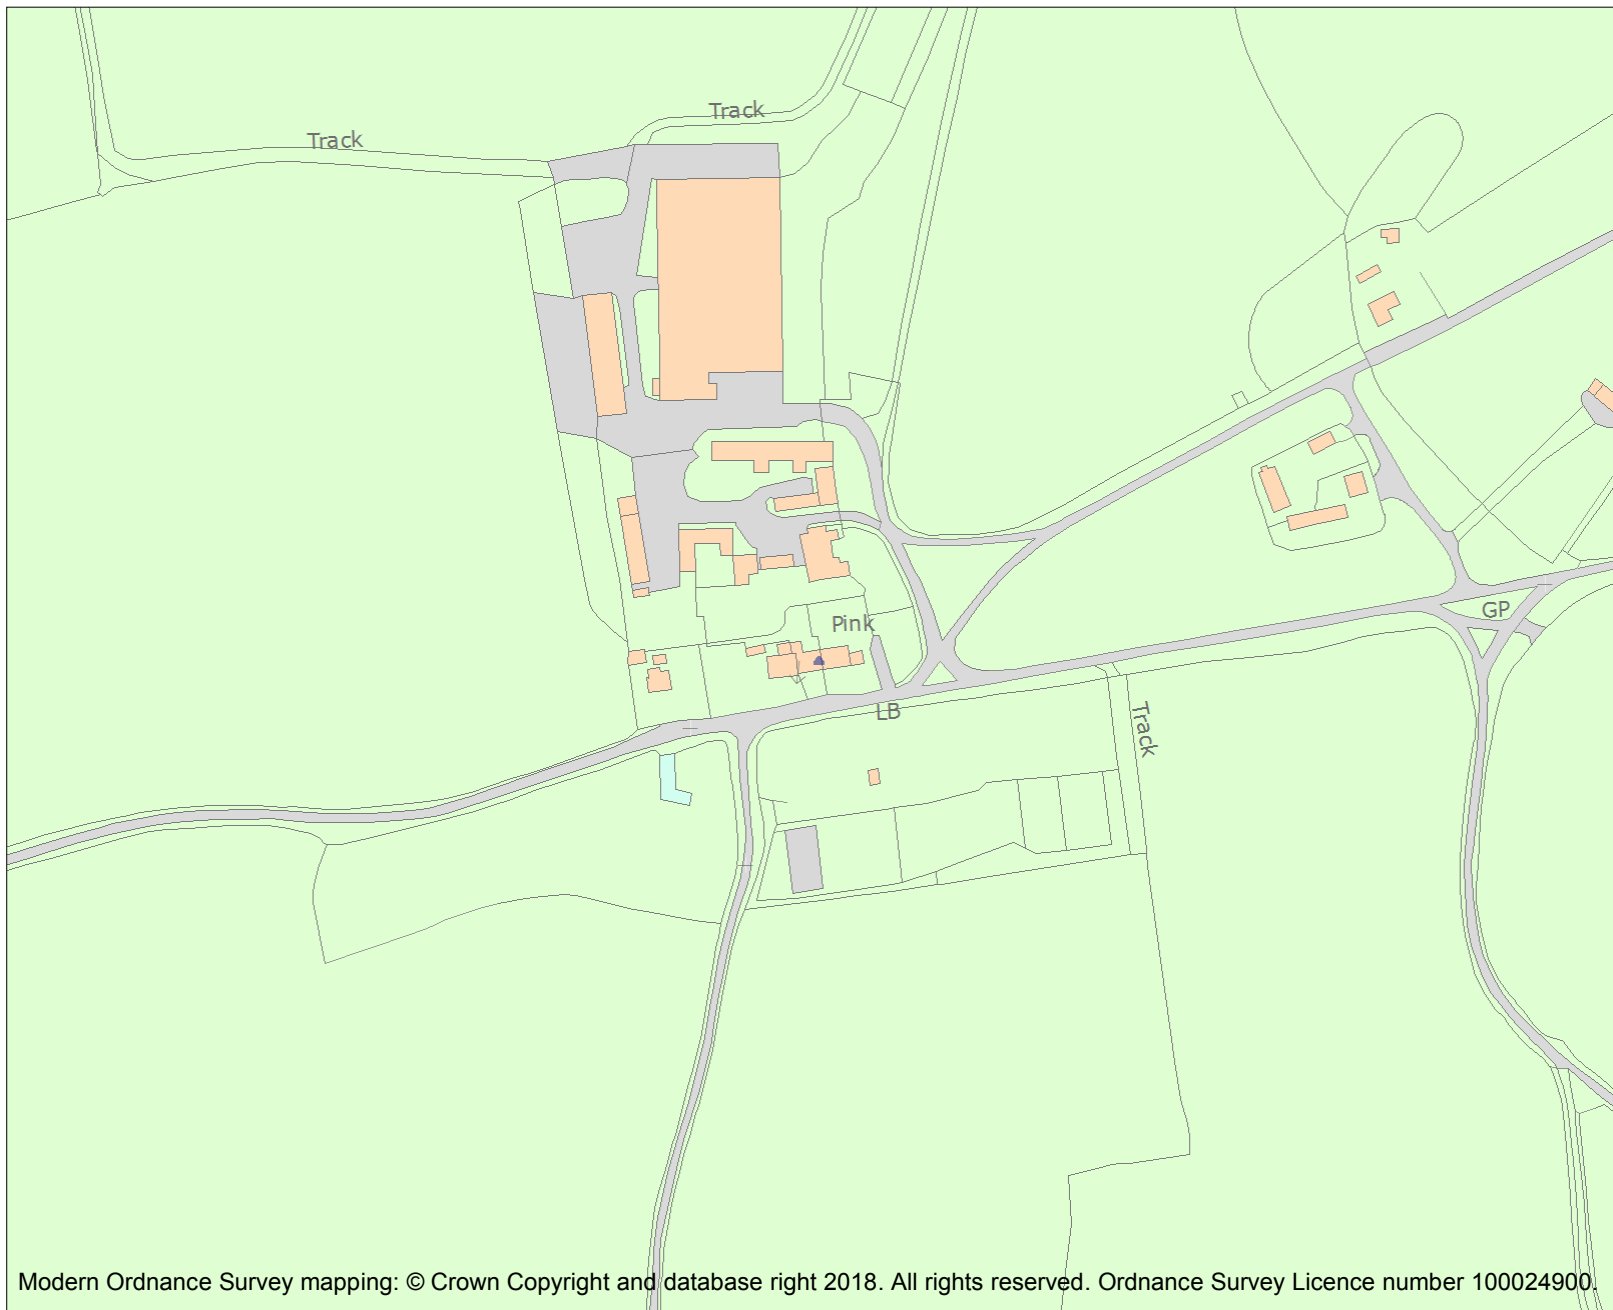 Track
Track
Pink
GP
LB
Track
Modern Ordnance Survey mapping: © Crown Copyright and database right 2018. All rights reserved. Ordnance Survey Licence number 100024900.